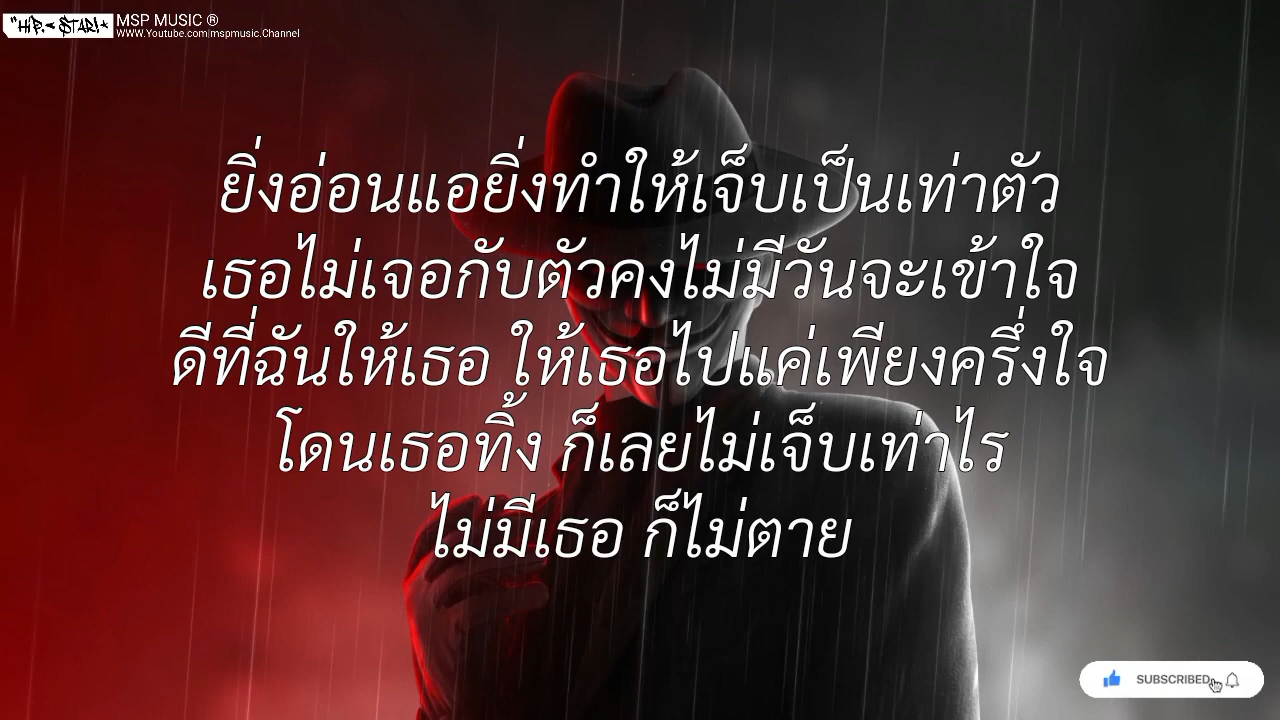 "HIP.< STAR!*
MSP MUSIC ®
WWW.Youtube.com|mspmusic.Channel
ยิ่งอ่อนแอยิ่งทำให้เจ็บเป็นเท่าตัว
เธอไม่เจอกับตัวคงไม่มีวันจะเข้าใจ
ดีที่ฉันให้เธอ ให้เธอไปแค่เพียงครึ่งใจ
โดนเธอทิ้ง ก็เลยไม่เจ็บเท่าไร
ไม่มีเธอ ก็ไม่ตาย
SUBSCRIBED